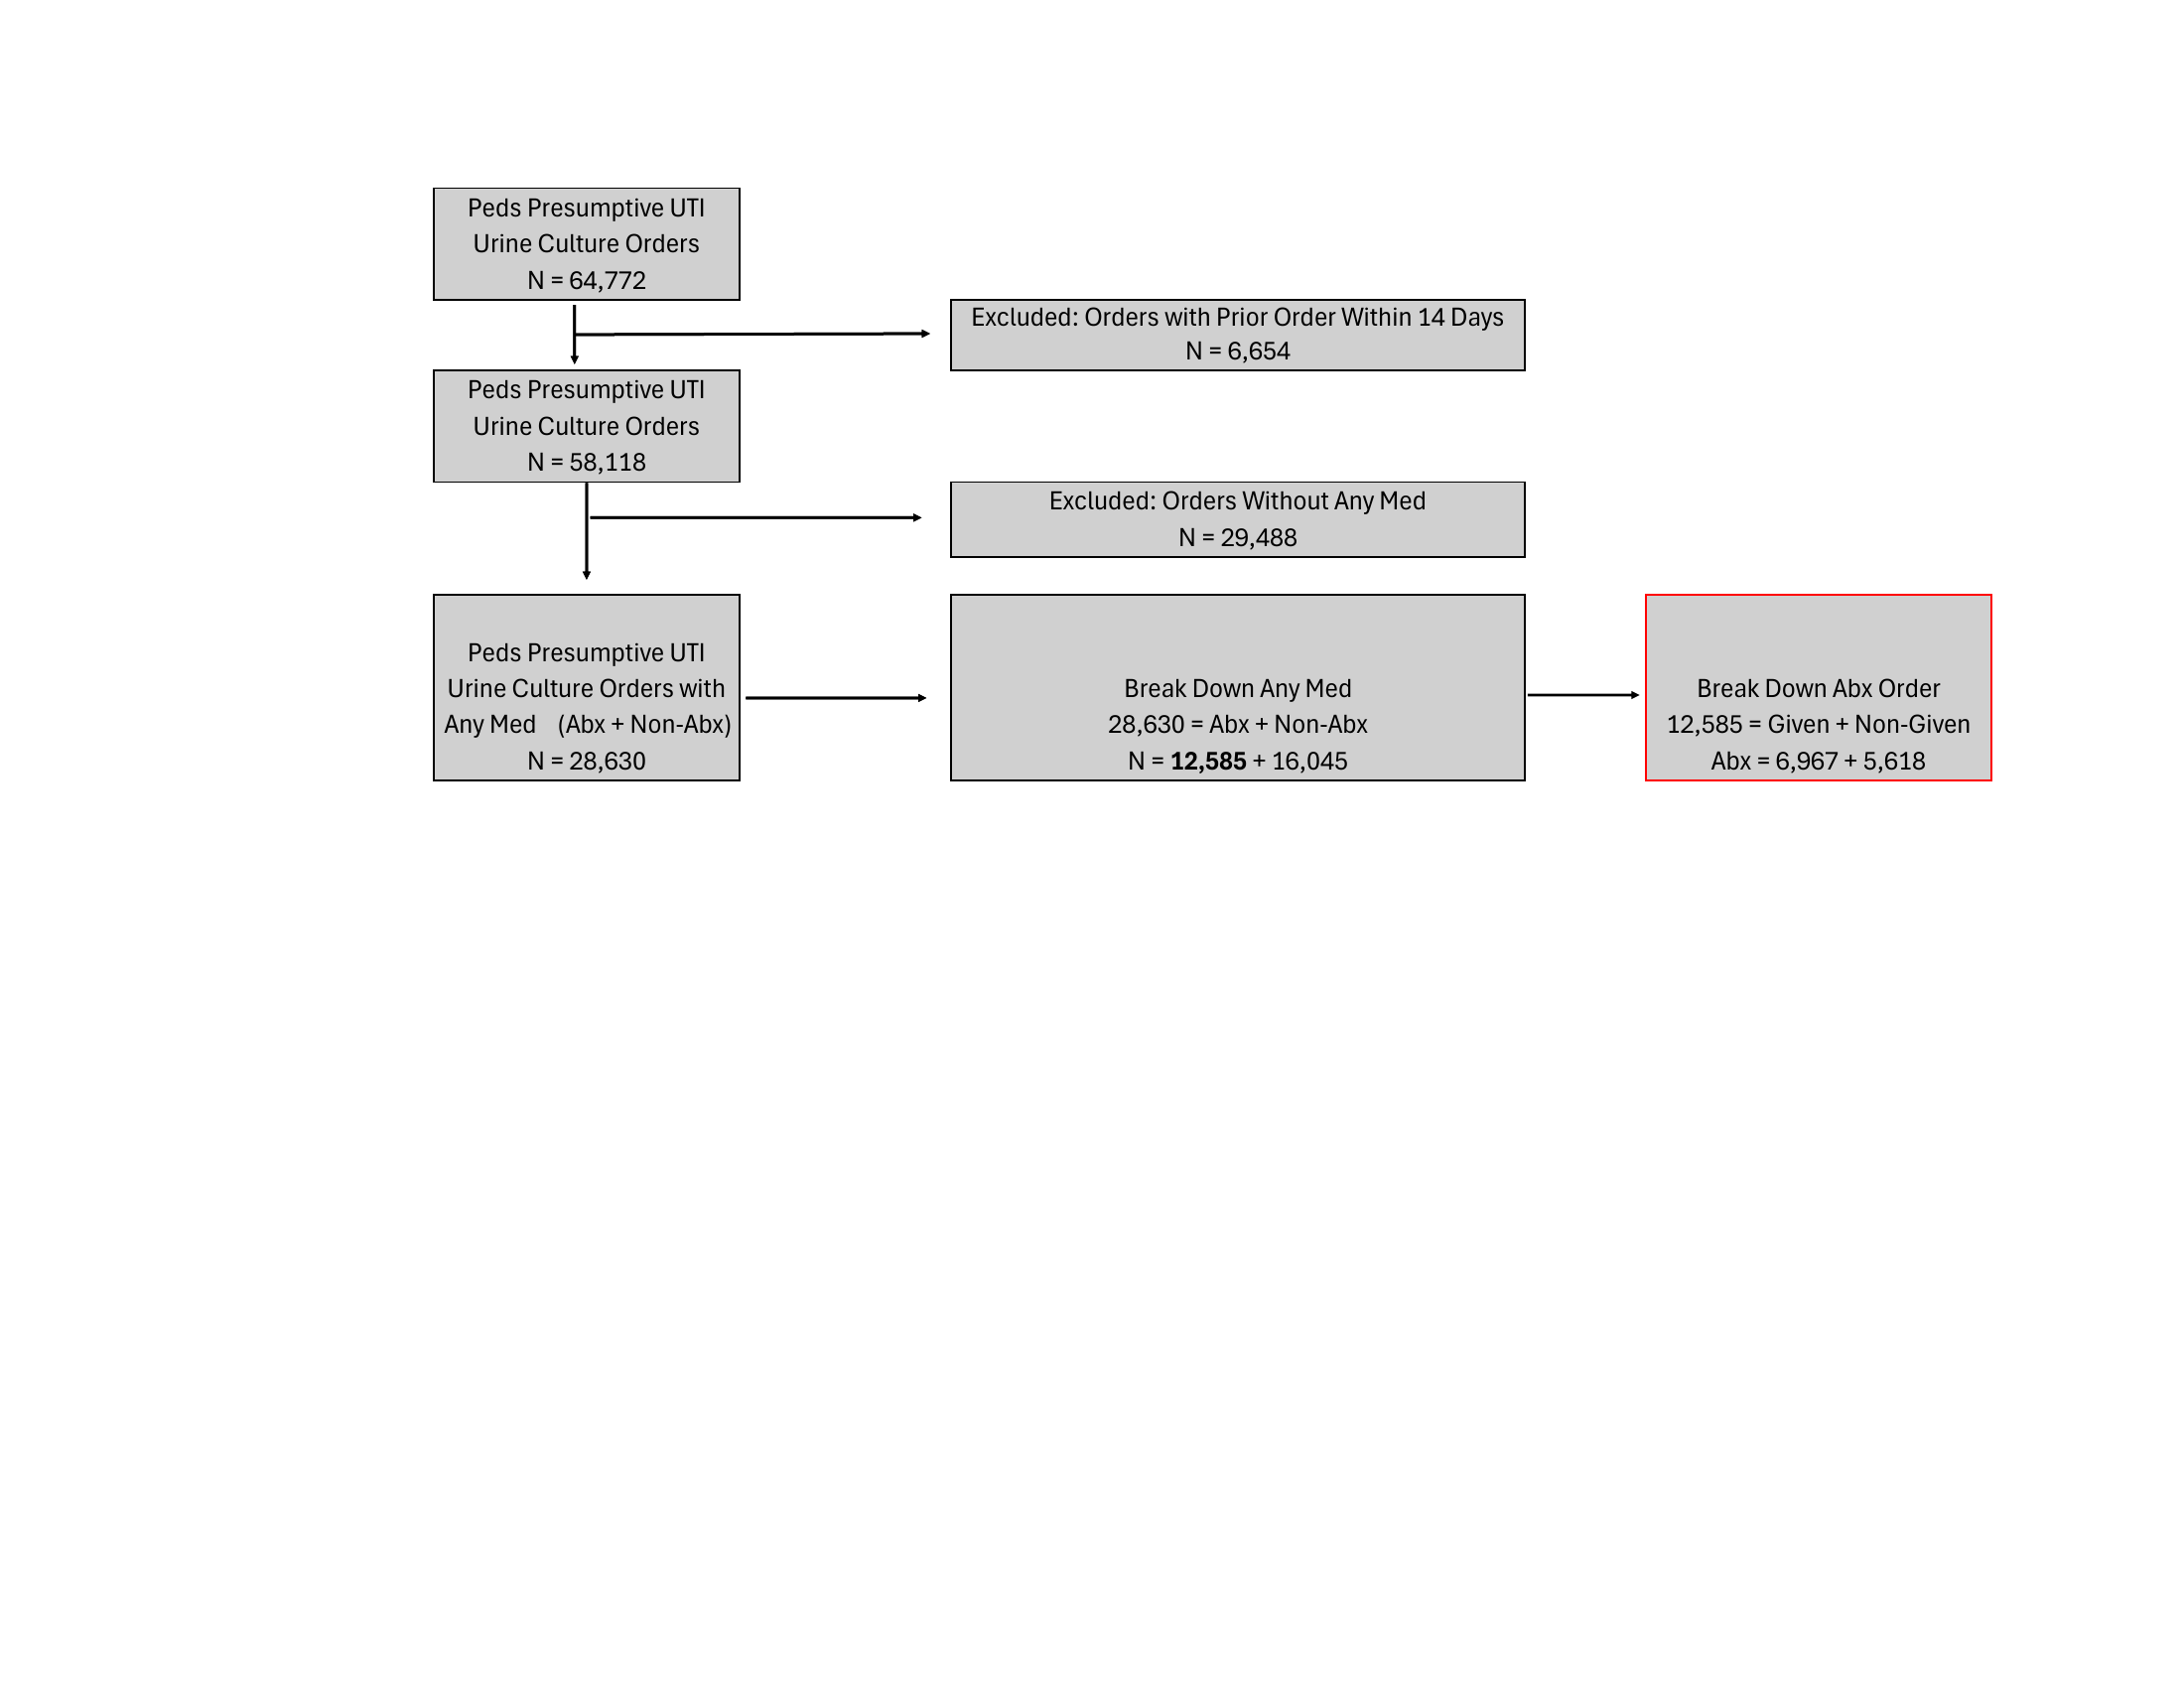 Peds Presumptive UTI
Urine Culture Orders
N = 64,772
Excluded: Orders with Prior Order Within 14 Days
N = 6,654
Peds Presumptive UTI
Urine Culture Orders
N = 58,118
Excluded: Orders Without Any Med
N = 29,488
Peds Presumptive UTI
Urine Culture Orders with
Any Med (Abx + Non-Abx)
N = 28,630
Break Down Any Med
28,630 = Abx + Non-Abx
N = 12,585 + 16,045
Break Down Abx Order
12,585 = Given + Non-Given
Abx = 6,967 + 5,618